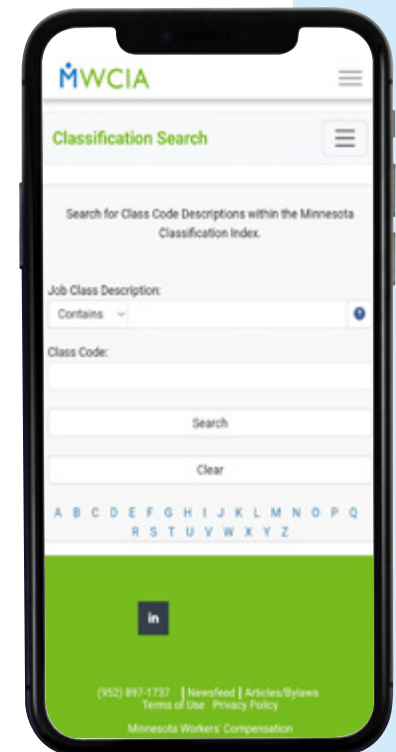 MWCIA
Classification Search
Search for Class Code Descriptions within the Minnesota
Classification Index.
Job Class Description:
Contains
?
Class Code:
Search
Clear
A B C D E F G H I J K L M N O P Q
R S T U V W X Y Z
in
(952) 897-1737 | Newsfeed | Articles/Bylaws
Terms of Use Privacy Policy
Minnesota Workers' Compensation